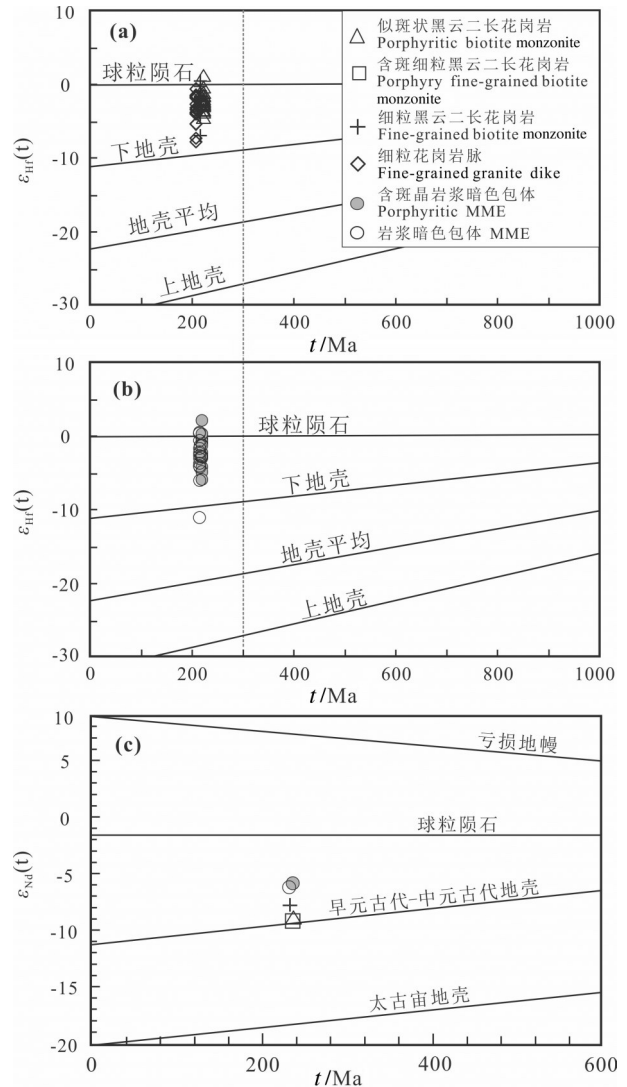 (a)
10
5
0
-5
-10
-20
-30
εHf(t)
球粒陨石
下地壳
地壳平均
上地壳
似斑状黑云二长花岗岩
Porphyritic biotite monzonite
含斑细粒黑云二长花岗岩
Porphyry fine-grained biotite
monzonite
细粒黑云二长花岗岩
Fine-grained biotite monzonite
细粒花岗岩脉
Fine-grained granite dike
含斑晶岩浆暗色包体
Porphyritic MME
岩浆暗色包体 MME
0 200 400 600 800 1000
t/Ma
(b)
10
0
-10
-20
-30
εHf(t)
球粒陨石
下地壳
地壳平均
上地壳
0 200 400 600 800 1000
t/Ma
(c)
10
5
0
-5
-10
-15
-20
εNd(t)
亏损地幔
球粒陨石
早元古代-中元古代地壳
太古宙地壳
0 200 400 600
t/Ma